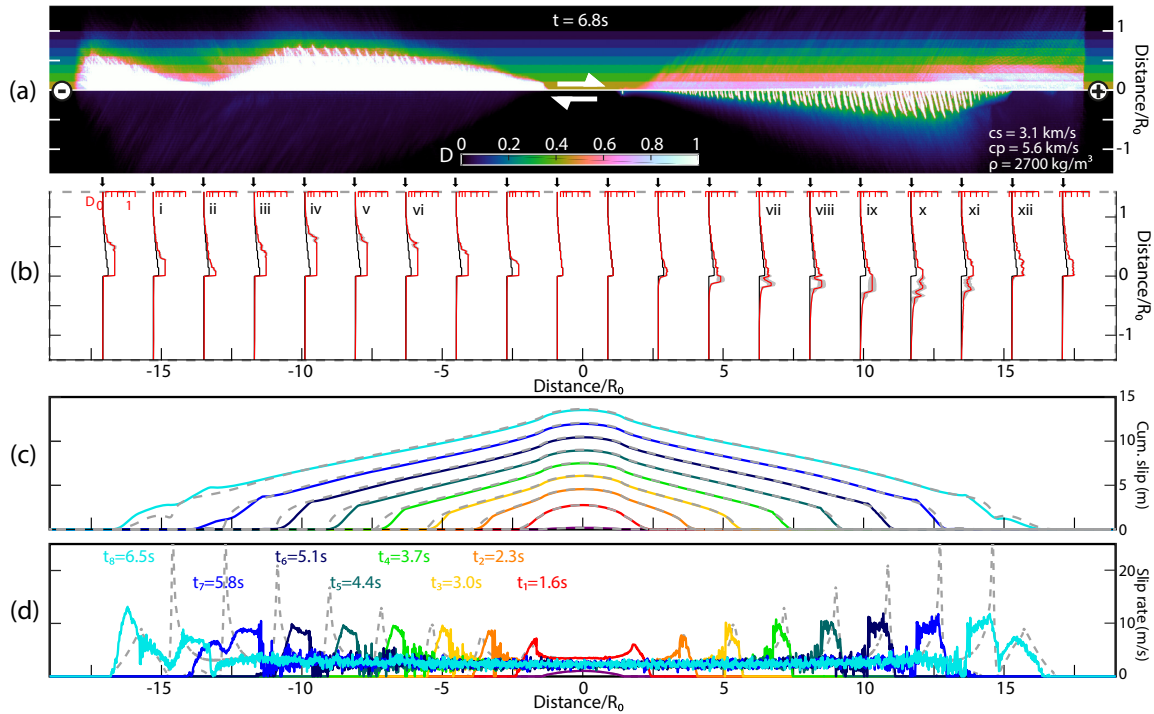 t = 6.8s
(a)
-
+
1
0
-1
Distance/R₀
D
0 0.2 0.4 0.6 0.8 1
cs = 3.1 km/s
cp = 5.6 km/s
ρ = 2700 kg/m³
(b)
D 0 1
i ii iii iv v vi vii viii ix x xi xii
1
0
-1
Distance/R₀
-15 -10 -5 0 5 10 15
Distance/R₀
(c)
15
10
5
0
Cum. slip (m)
(d)
t₈=6.5s t₆=5.1s t₄=3.7s t₂=2.3s
t₇=5.8s t₅=4.4s t₃=3.0s t₁=1.6s
20
10
0
Slip rate (m/s)
-15 -10 -5 0 5 10 15
Distance/R₀